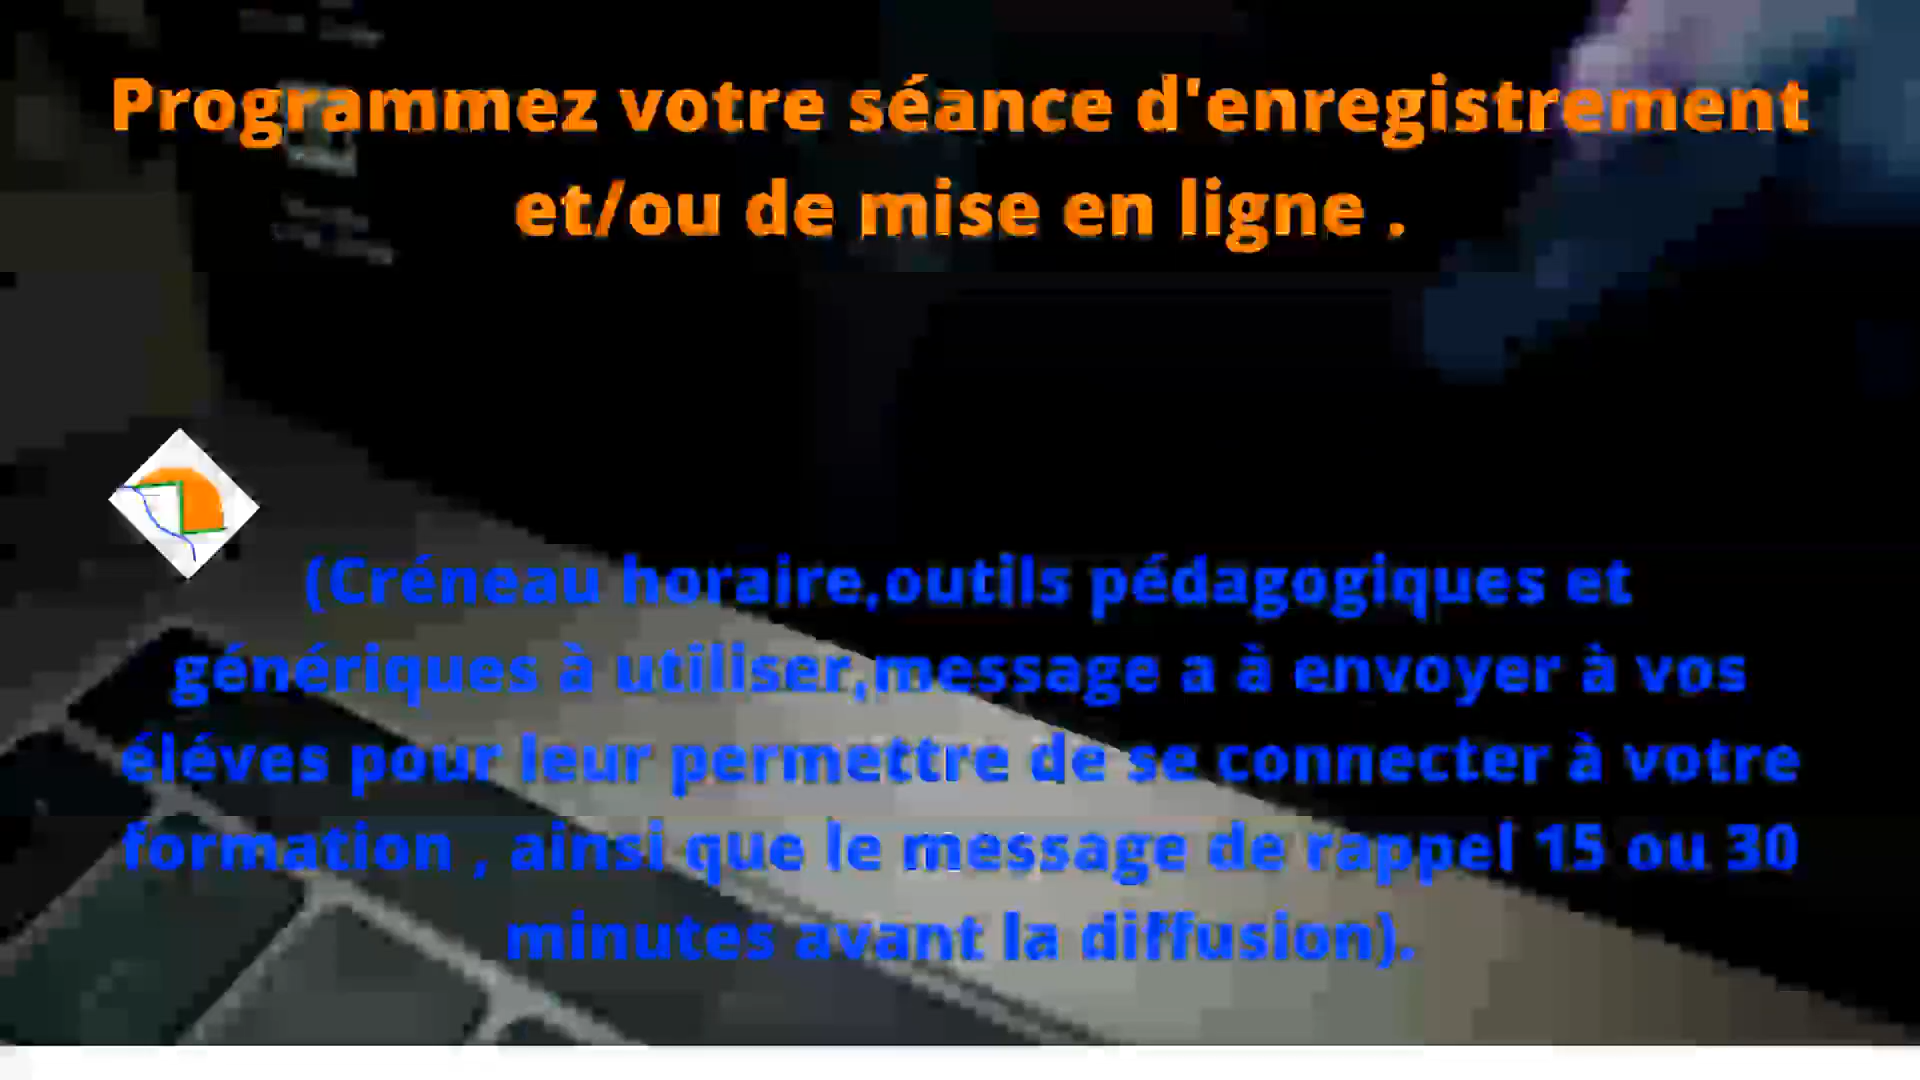 Programmez votre séance d'enregistrement
et/ou de mise en ligne .
(Créneau horaire,outils pédagogiques et
génériques à utiliser,message a à envoyer à vos
éléves pour leur permettre de se connecter à votre
formation , ainsi que le message de rappel 15 ou 30
minutes avant la diffusion).